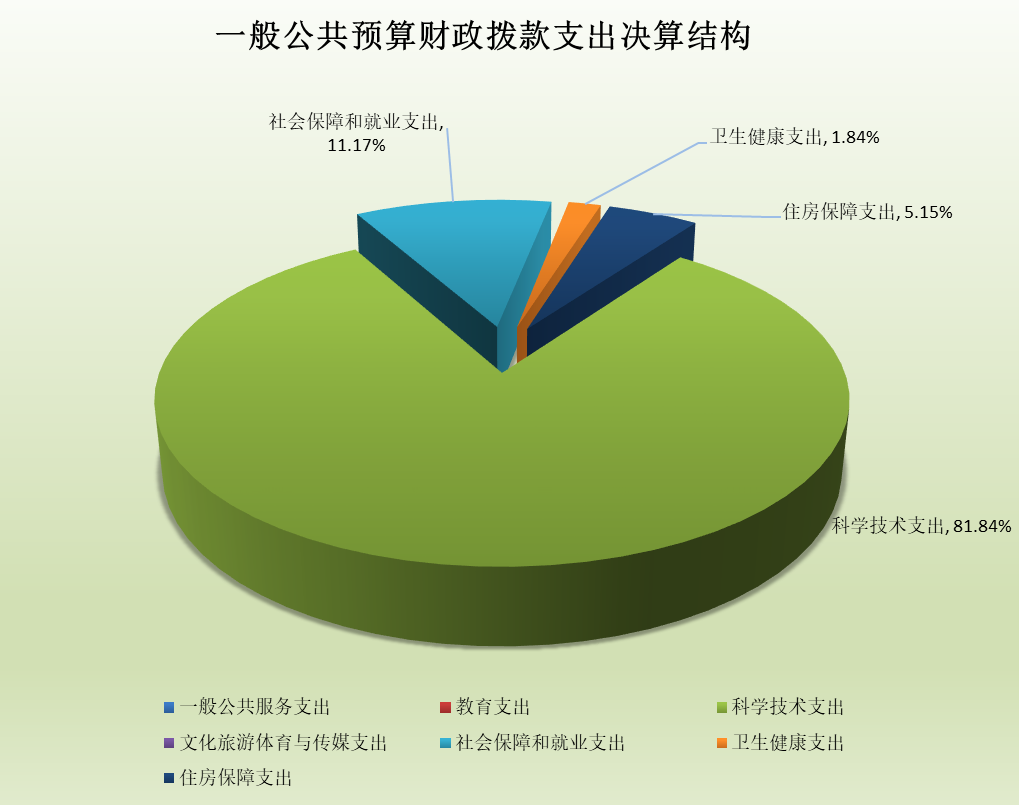 一般公共预算财政拨款支出决算结构
社会保障和就业支出,
11.17%
卫生健康支出, 1.84%
住房保障支出, 5.15%
科学技术支出, 81.84%
一般公共服务支出
教育支出
科学技术支出
文化旅游体育与传媒支出
社会保障和就业支出
卫生健康支出
住房保障支出